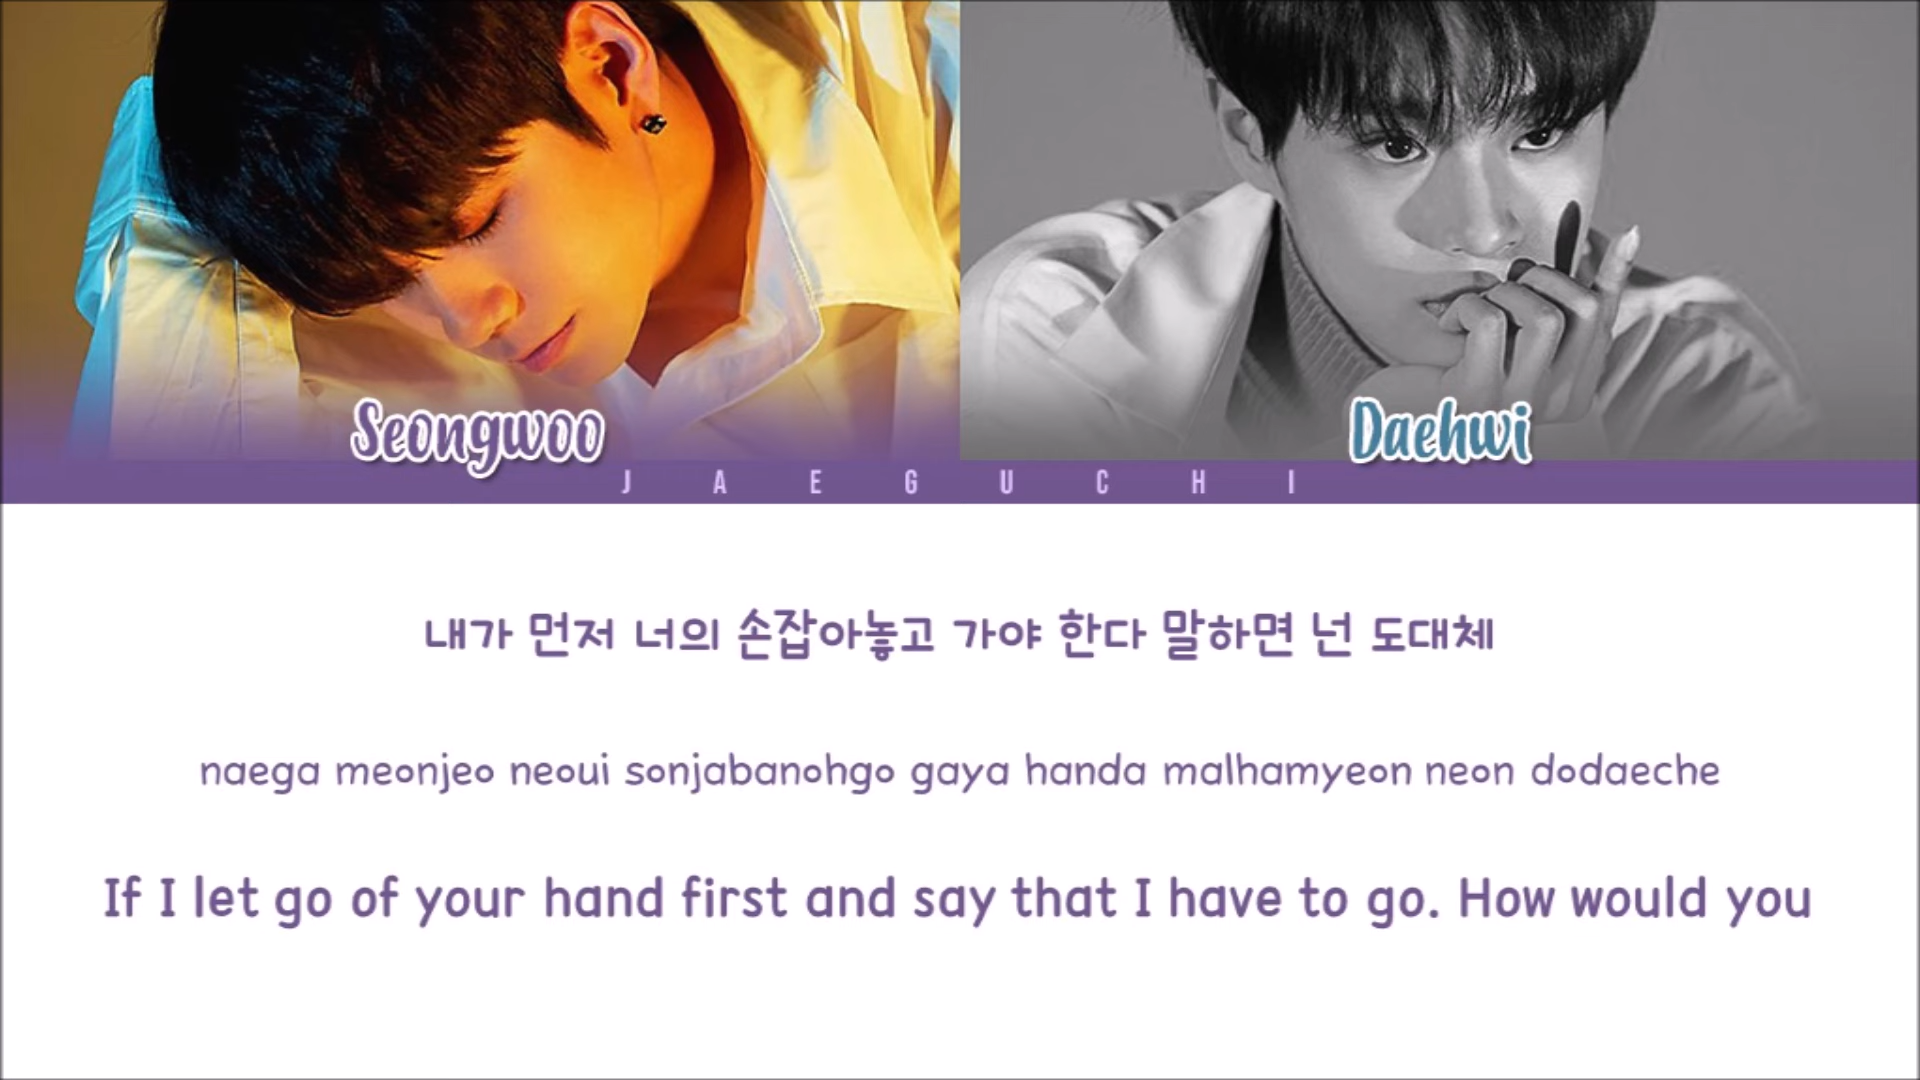 Seongwoo
Daehwi
JAEGUCHI
내가 먼저 너의 손잡아놓고 가야 한다 말하면 넌 도대체
naega meonjeo neoui sonjabanohgo gaya handa malhamyeon neon dodaeche
If I let go of your hand first and say that I have to go. How would you